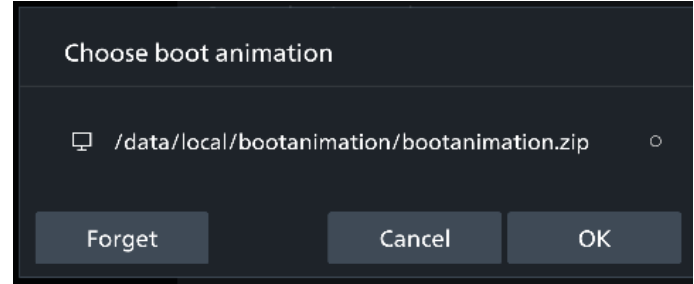 Choose boot animation
/data/local/bootanimation/bootanimation.zip
Forget
Cancel
OK